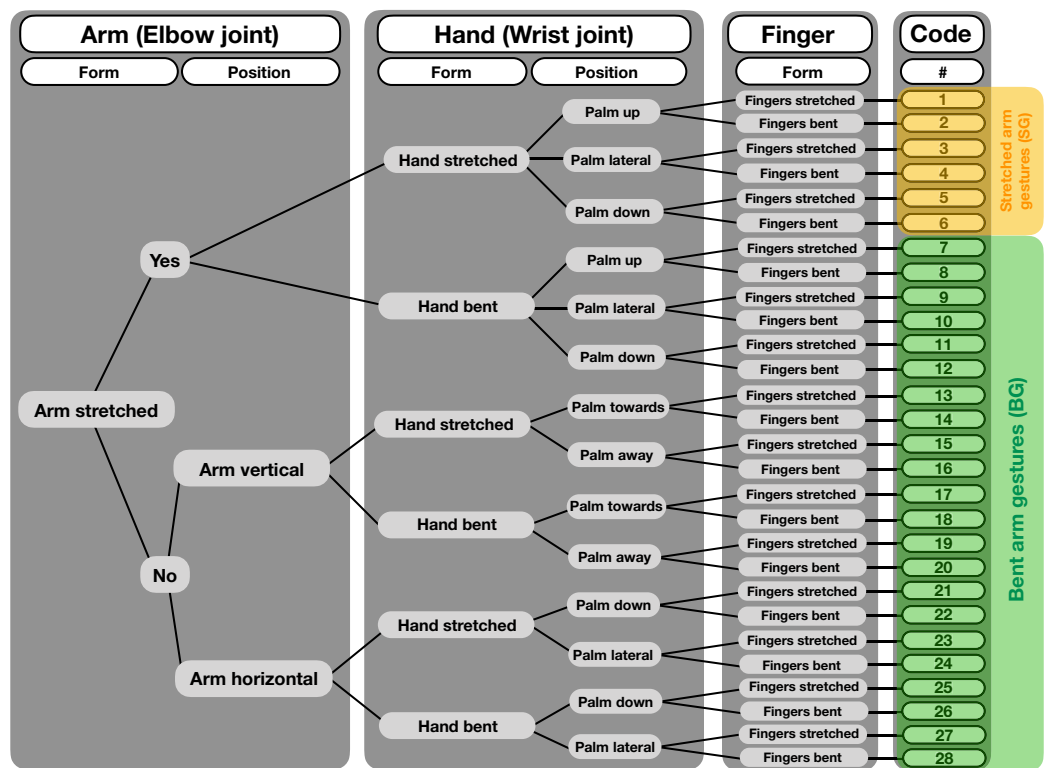 Arm (Elbow joint)
Hand (Wrist joint)
Finger
Code
Form
Position
Form
Position
Form
#
Arm stretched
Yes
No
Arm vertical
Arm horizontal
Hand stretched
Palm up
Fingers stretched
1
Fingers bent
2
Palm lateral
Fingers stretched
3
Fingers bent
4
Palm down
Fingers stretched
5
Fingers bent
6
Hand bent
Palm up
Fingers stretched
7
Fingers bent
8
Palm lateral
Fingers stretched
9
Fingers bent
10
Palm down
Fingers stretched
11
Fingers bent
12
Hand stretched
Palm towards
Fingers stretched
13
Fingers bent
14
Palm away
Fingers stretched
15
Fingers bent
16
Hand bent
Palm towards
Fingers stretched
17
Fingers bent
18
Palm away
Fingers stretched
19
Fingers bent
20
Hand stretched
Palm down
Fingers stretched
21
Fingers bent
22
Palm lateral
Fingers stretched
23
Fingers bent
24
Hand bent
Palm down
Fingers stretched
25
Fingers bent
26
Palm lateral
Fingers stretched
27
Fingers bent
28
Stretched arm
gestures (SG)
Bent arm gestures (BG)